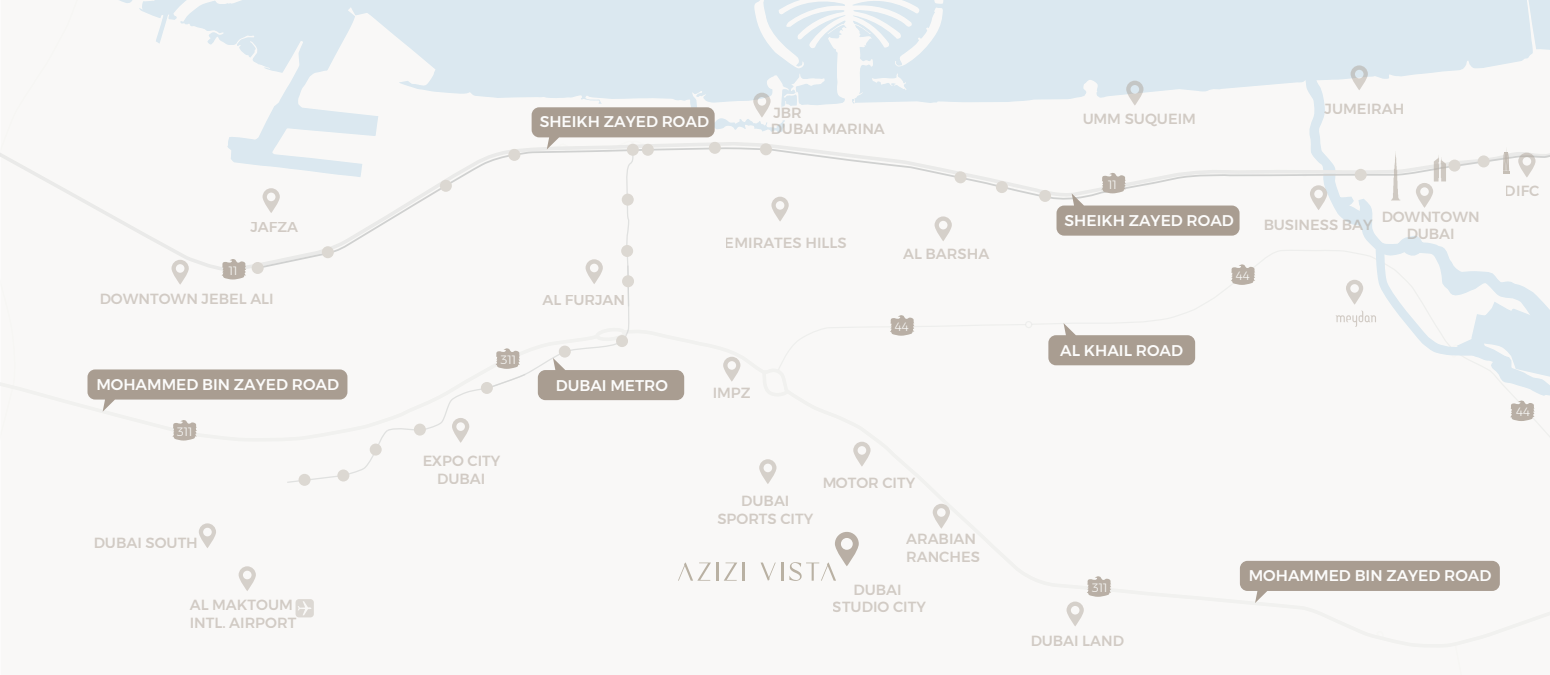 JUMEIRAH
JBR
DUBAI MARINA
UMM SUQEIM
SHEIKH ZAYED ROAD
11
DIFC
JAFZA
SHEIKH ZAYED ROAD
BUSINESS BAY
DOWNTOWN
DUBAI
EMIRATES HILLS
AL BARSHA
11
44
DOWNTOWN JEBEL ALI
AL FURJAN
meydan
44
AL KHAIL ROAD
311
MOHAMMED BIN ZAYED ROAD
DUBAI METRO
IMPZ
44
311
EXPO CITY
DUBAI
MOTOR CITY
DUBAI
SPORTS CITY
DUBAI SOUTH
ARABIAN
RANCHES
AZIZI VISTA
MOHAMMED BIN ZAYED ROAD
311
DUBAI
STUDIO CITY
AL MAKTOUM
INTL. AIRPORT
DUBAI LAND